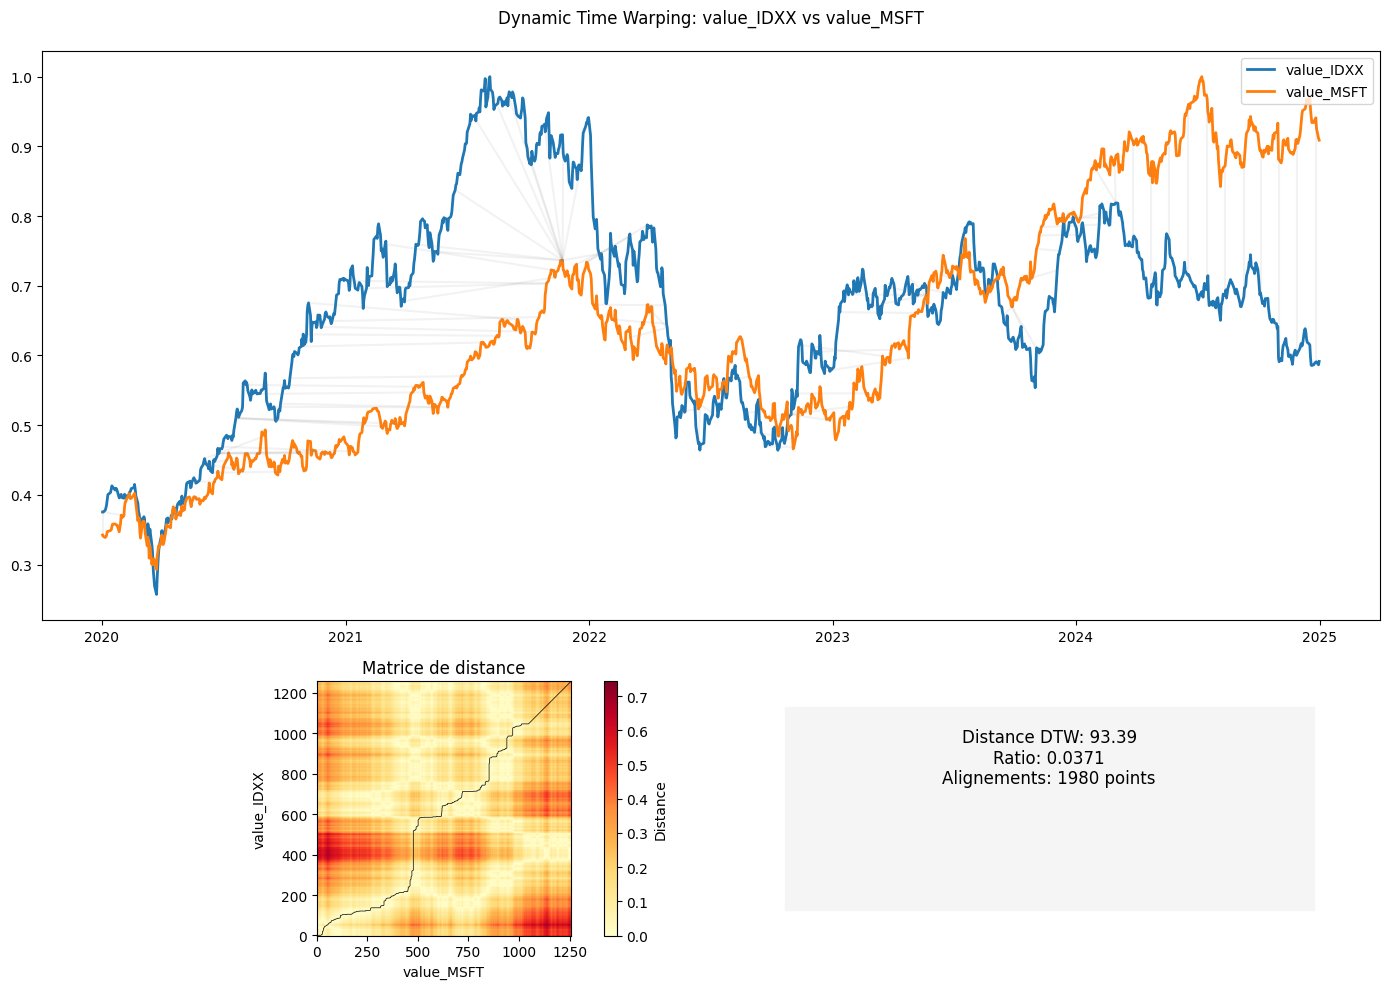 Dynamic Time Warping: value_IDXX vs value_MSFT
value_IDXX
value_MSFT
1.0
0.9
0.8
0.7
0.6
0.5
0.4
0.3
2020 2021 2022 2023 2024 2025
Matrice de distance
value_IDXX
1200
1000
800
600
400
200
0
0 250 500 750 1000 1250
value_MSFT
0.7
0.6
0.5
0.4
0.3
0.2
0.1
0.0
Distance
Distance DTW: 93.39
Ratio: 0.0371
Alignements: 1980 points